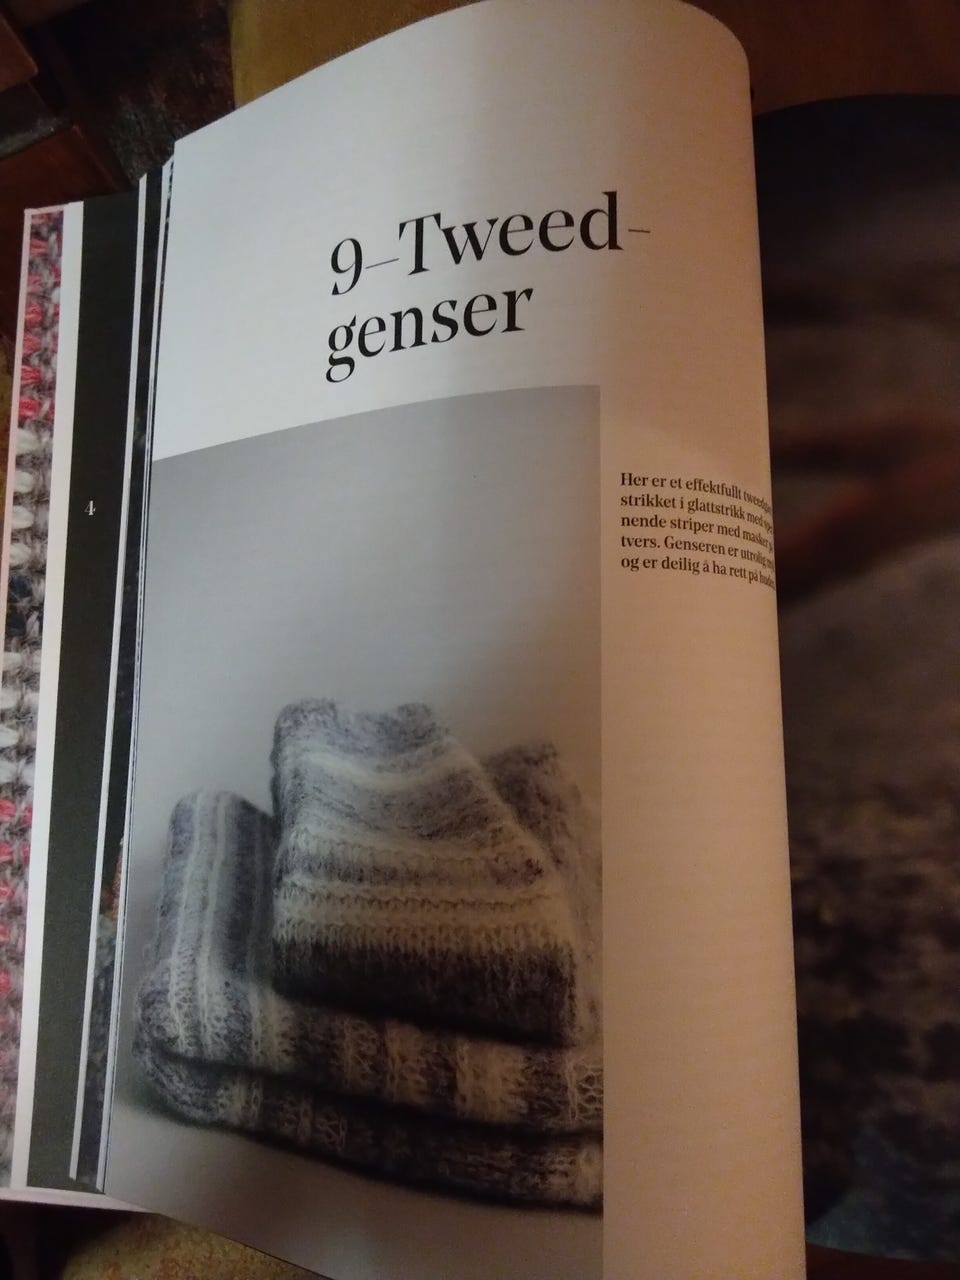 4
9–Tweed-
genser
Her er et effektfullt
strikket i glattstrikk med
nende striper med masker
tvers. Genseren er utrolig
og er deilig å ha rett på